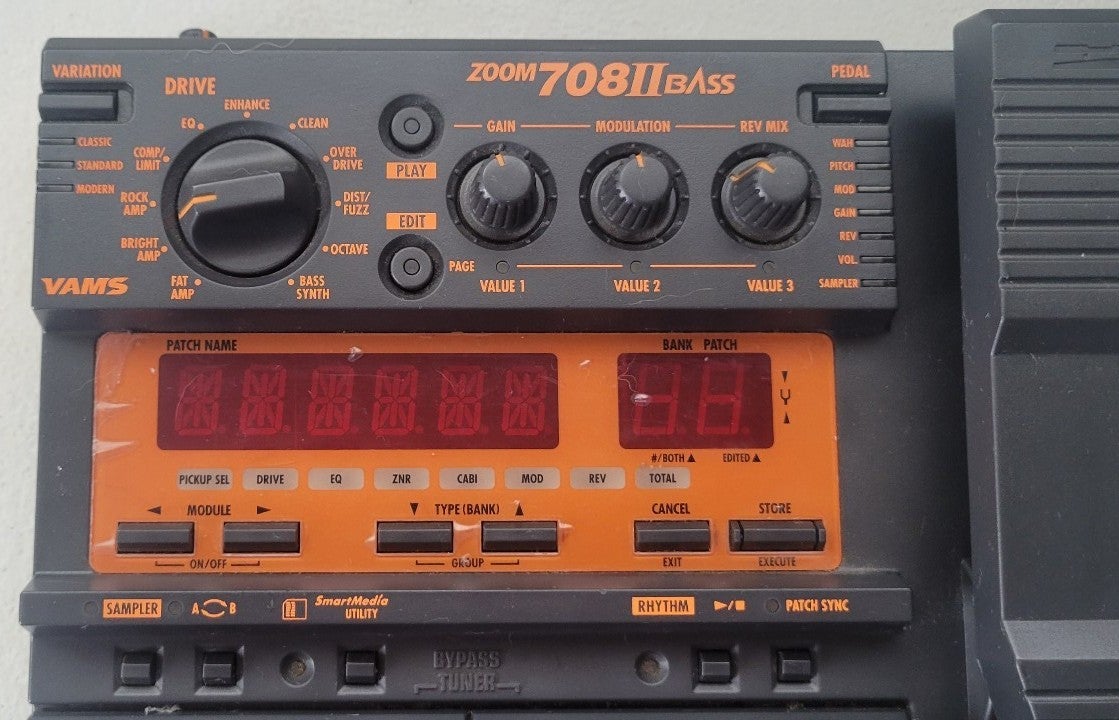 VARIATION
DRIVE
ZOOM 708II BASS
PEDAL
ENHANCE
EQ
CLEAN
GAIN
MODULATION
REV MIX
CLASSIC
STANDARD
MODERN
COMP/
LIMIT
OVER
DRIVE
PLAY
WAH
PITCH
MOD
GAIN
REV
VOL
SAMPLER
ROCK
AMP
DIST/
FUZZ
EDIT
BRIGHT
AMP
OCTAVE
PAGE
VAMS
FAT
AMP
BASS
SYNTH
VALUE 1
VALUE 2
VALUE 3
PATCH NAME
BANK PATCH
#/BOTH ▲
EDITED ▲
PICKUP SEL
DRIVE
EQ
ZNR
CABI
MOD
REV
TOTAL
◄ MODULE ►
▼ TYPE (BANK) ▲
CANCEL
STORE
ON/OFF
GROUP
EXIT
EXECUTE
SAMPLER
A B
SmartMedia
UTILITY
RHYTHM
►/■
PATCH SYNC
BYPASS
TUNER